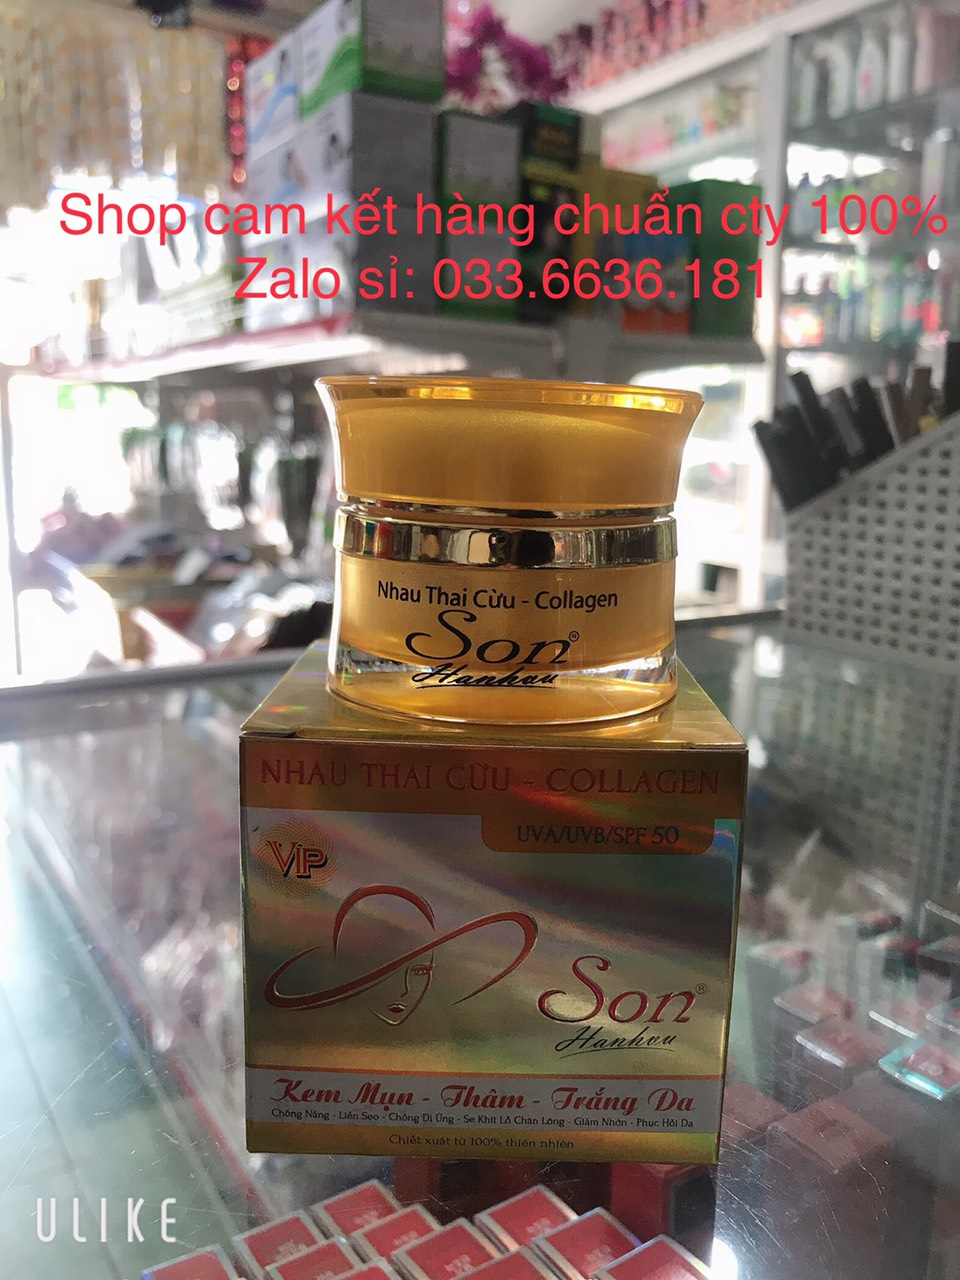 Shop cam kết hàng chuẩn cty 100%
Zalo sỉ: 033.6636.181
Nhau Thai Cừu - Collagen
Son®
Hanhvu
NHAU THAI CỪU - COLLAGEN
UVA/UVB/SPF 50
VIP
Son®
Hanhvu
Kem Mụn - Thâm - Trắng Da
Chống Nắng - Liền Sẹo - Chống Dị Ứng - Se Khít Lỗ Chân Lông - Giảm Nhờn - Phục Hồi Da
Chiết xuất từ 100% thiên nhiên
ULIKE